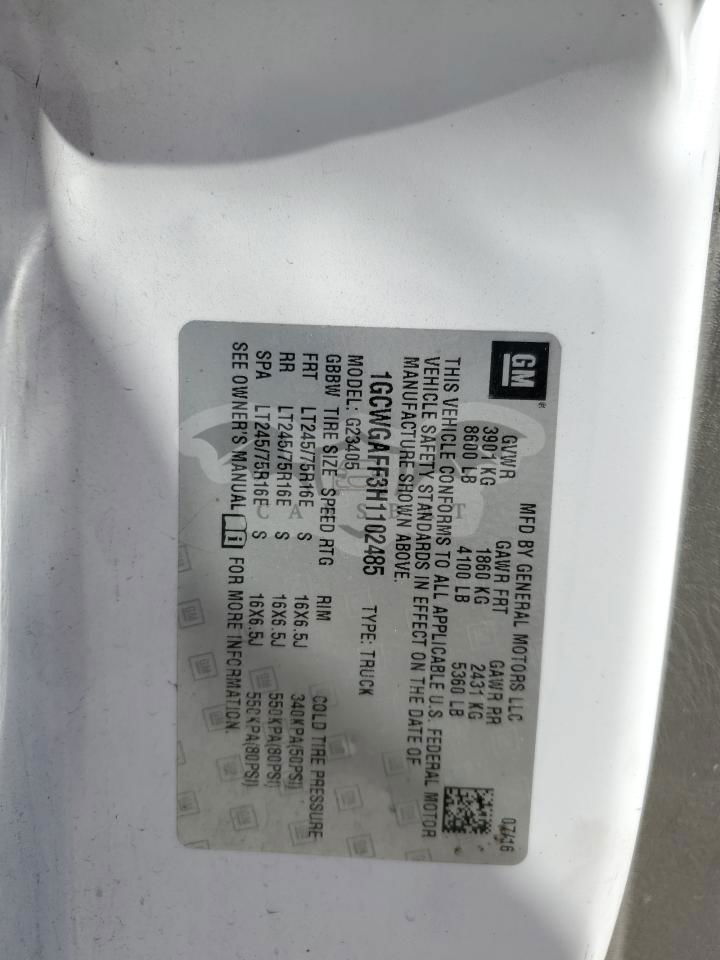 GM
MFD BY GENERAL MOTORS LLC 07/16
GVWR GAWR FRT GAWR RR
3901 KG 1860 KG 2431 KG
8600 LB 4100 LB 5360 LB
THIS VEHICLE CONFORMS TO ALL APPLICABLE U.S. FEDERAL MOTOR
VEHICLE SAFETY STANDARDS IN EFFECT ON THE DATE OF
MANUFACTURE SHOWN ABOVE.
1GCWGAFF3H1102485 TYPE: TRUCK
MODEL: G23405
GBBW TIRE SIZE SPEED RTG RIM COLD TIRE PRESSURE
FRT LT245/75R16E S 16X6.5J 340KPA(50PSI)
RR LT245/75R16E S 16X6.5J 550KPA(80PSI)
SPA LT245/75R16E S 16X6.5J 550KPA(80PSI)
SEE OWNER'S MANUAL FOR MORE INFORMATION.